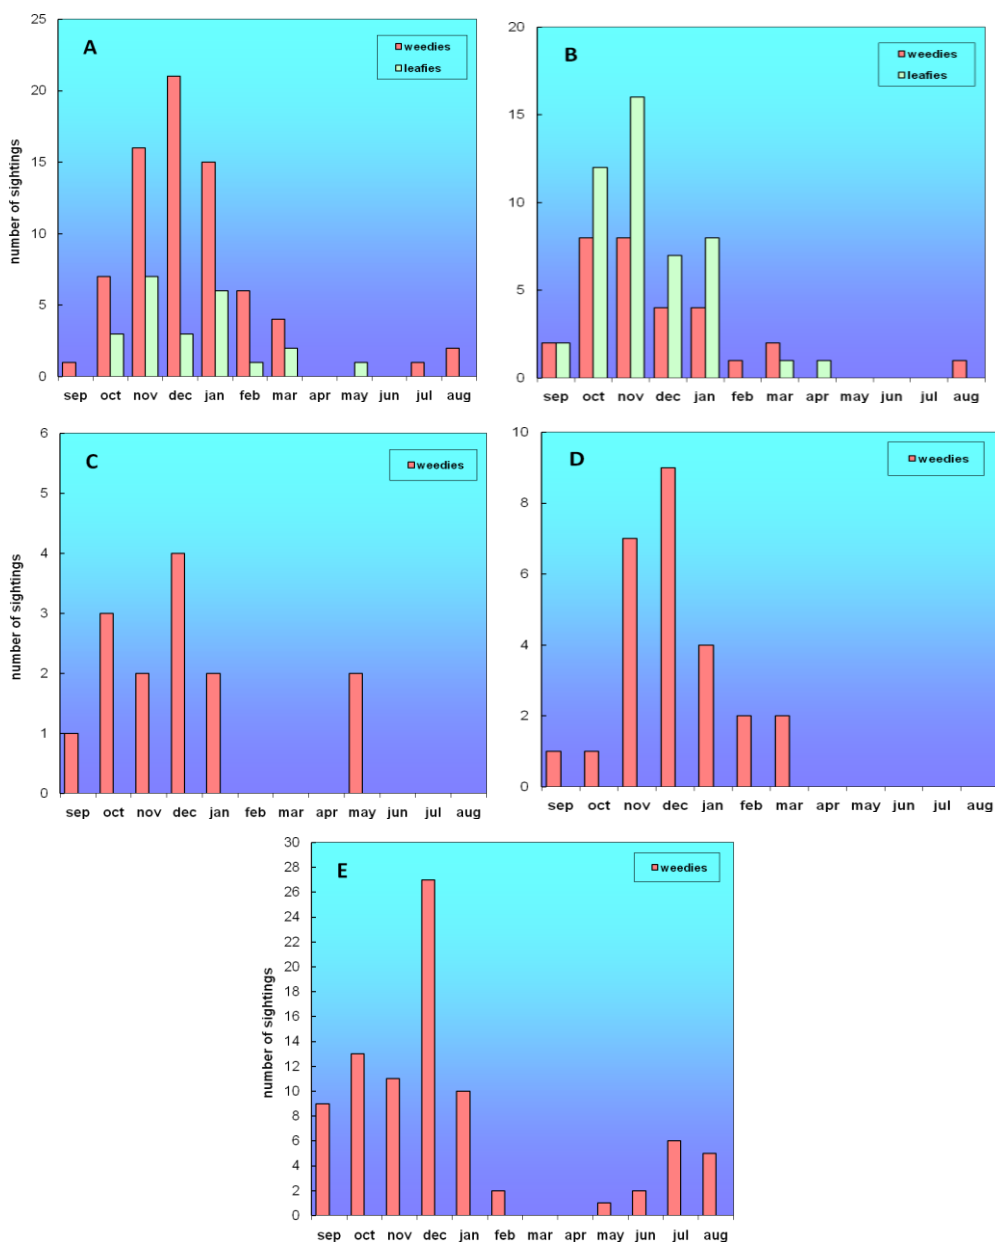 A
weedies
leafies
25
20
15
10
5
0
number of sightings
sep oct nov dec jan feb mar apr may jun jul aug
B
weedies
leafies
20
15
10
5
0
sep oct nov dec jan feb mar apr may jun jul aug
C
weedies
6
5
4
3
2
1
0
number of sightings
sep oct nov dec jan feb mar apr may jun jul aug
D
weedies
10
8
6
4
2
0
sep oct nov dec jan feb mar apr may jun jul aug
E
weedies
30
28
26
24
22
20
18
16
14
12
10
8
6
4
2
0
number of sightings
sep oct nov dec jan feb mar apr may jun jul aug